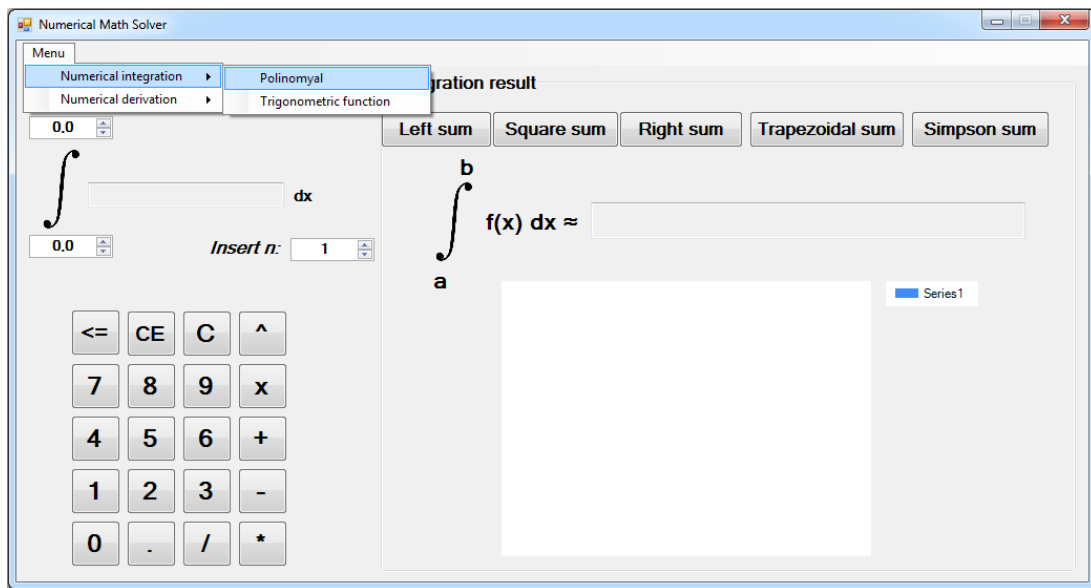 Numerical Math Solver
Menu
Numerical integration
Polinomyal
Numerical derivation
Trigonometric function
gration result
0.0
Left sum Square sum Right sum Trapezoidal sum Simpson sum
∫ dx
b
∫ f(x) dx ≈
a
0.0 Insert n: 1
Series1
<= CE C ^
7 8 9 x
4 5 6 +
1 2 3 -
0 . / *